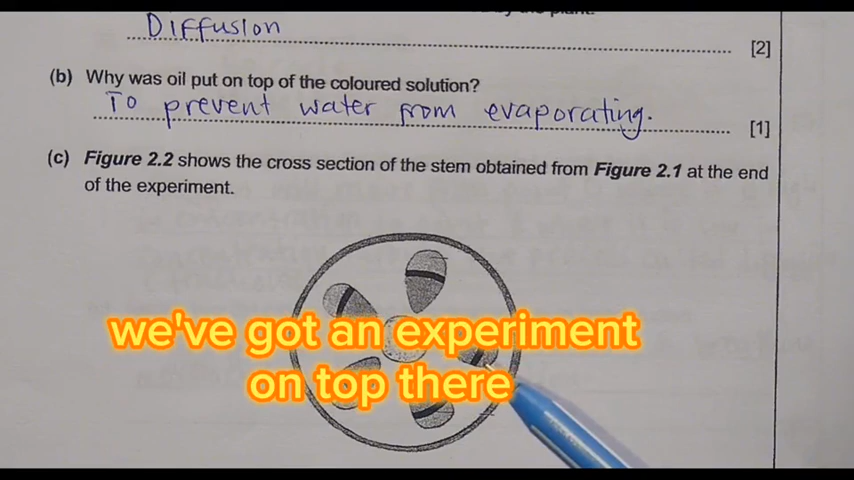 Diffusion
[2]
(b) Why was oil put on top of the coloured solution?
To prevent water from evaporating.
[1]
(c) Figure 2.2 shows the cross section of the stem obtained from Figure 2.1 at the end
of the experiment.
we've got an experiment
on top there